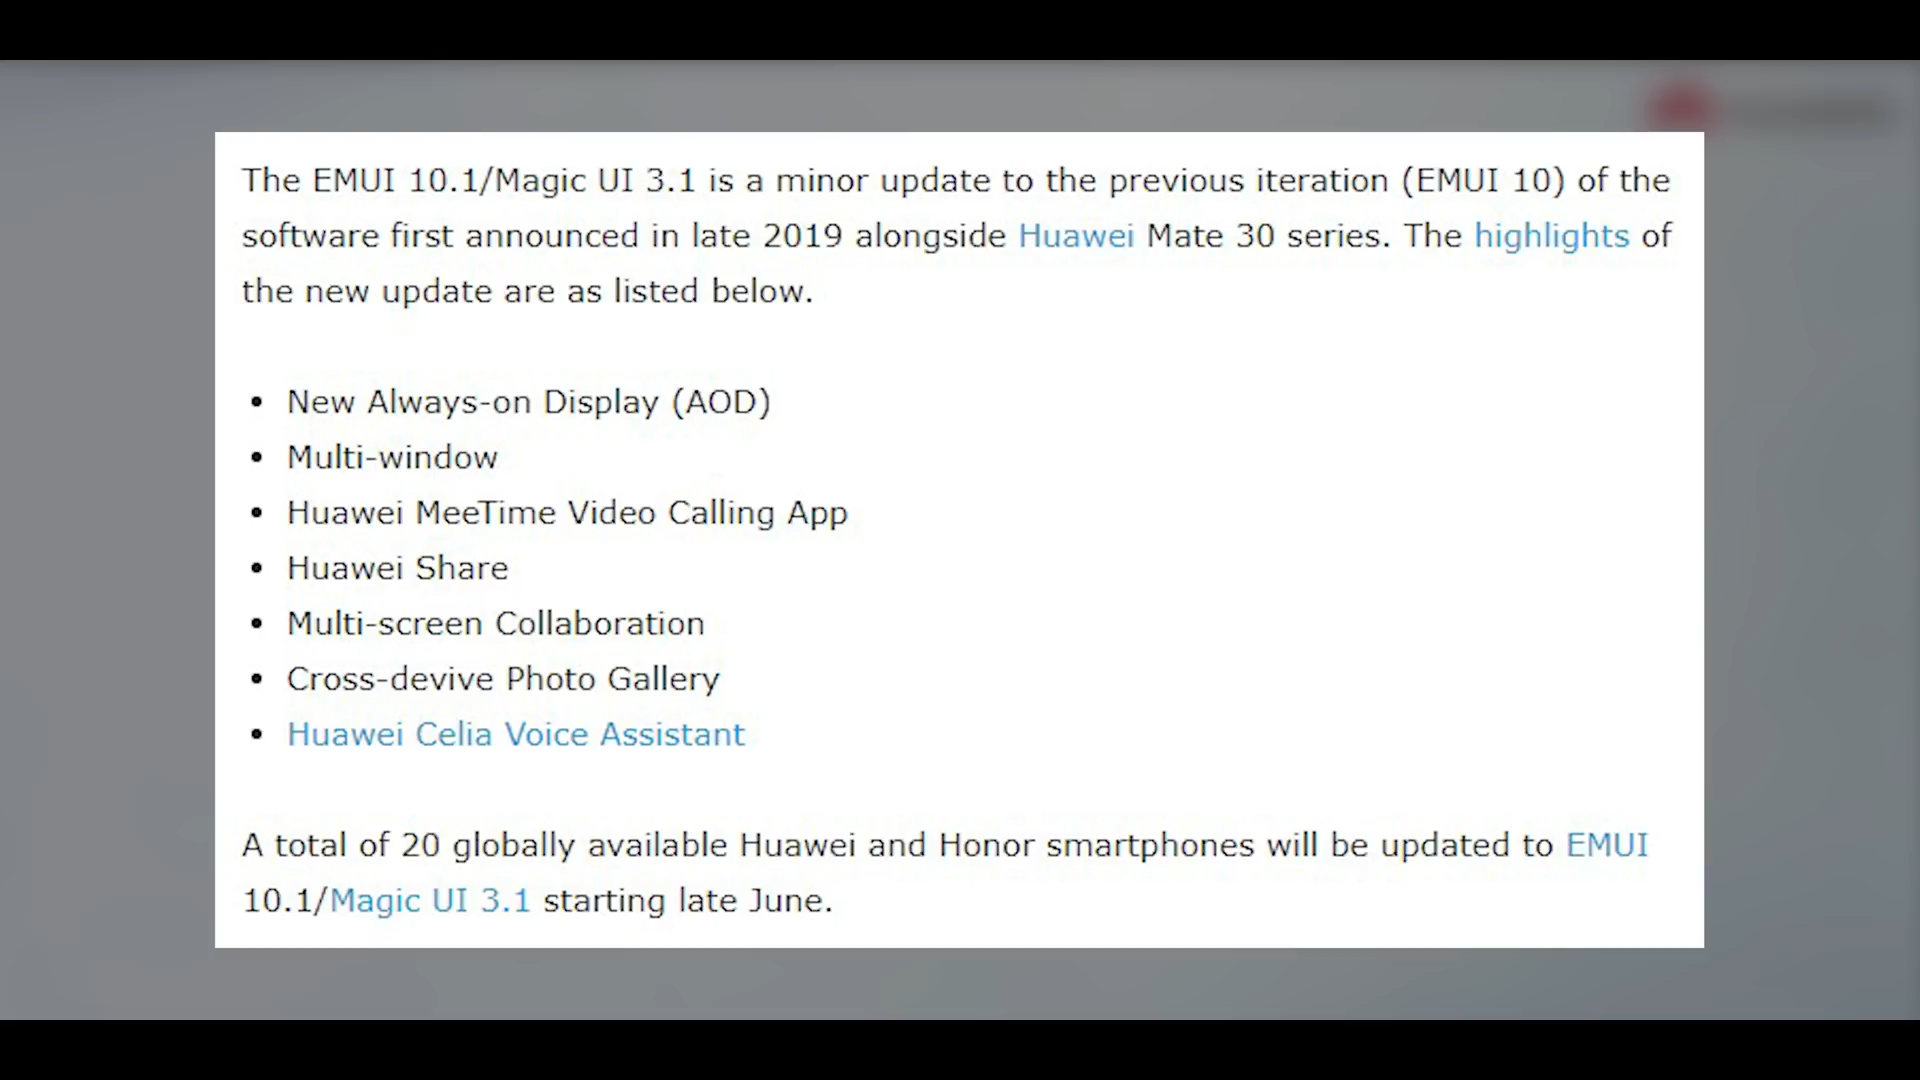 The EMUI 10.1/Magic UI 3.1 is a minor update to the previous iteration (EMUI 10) of the
software first announced in late 2019 alongside Huawei Mate 30 series. The highlights of
the new update are as listed below.
• New Always-on Display (AOD)
• Multi-window
• Huawei MeeTime Video Calling App
• Huawei Share
• Multi-screen Collaboration
• Cross-devive Photo Gallery
• Huawei Celia Voice Assistant
A total of 20 globally available Huawei and Honor smartphones will be updated to EMUI
10.1/Magic UI 3.1 starting late June.